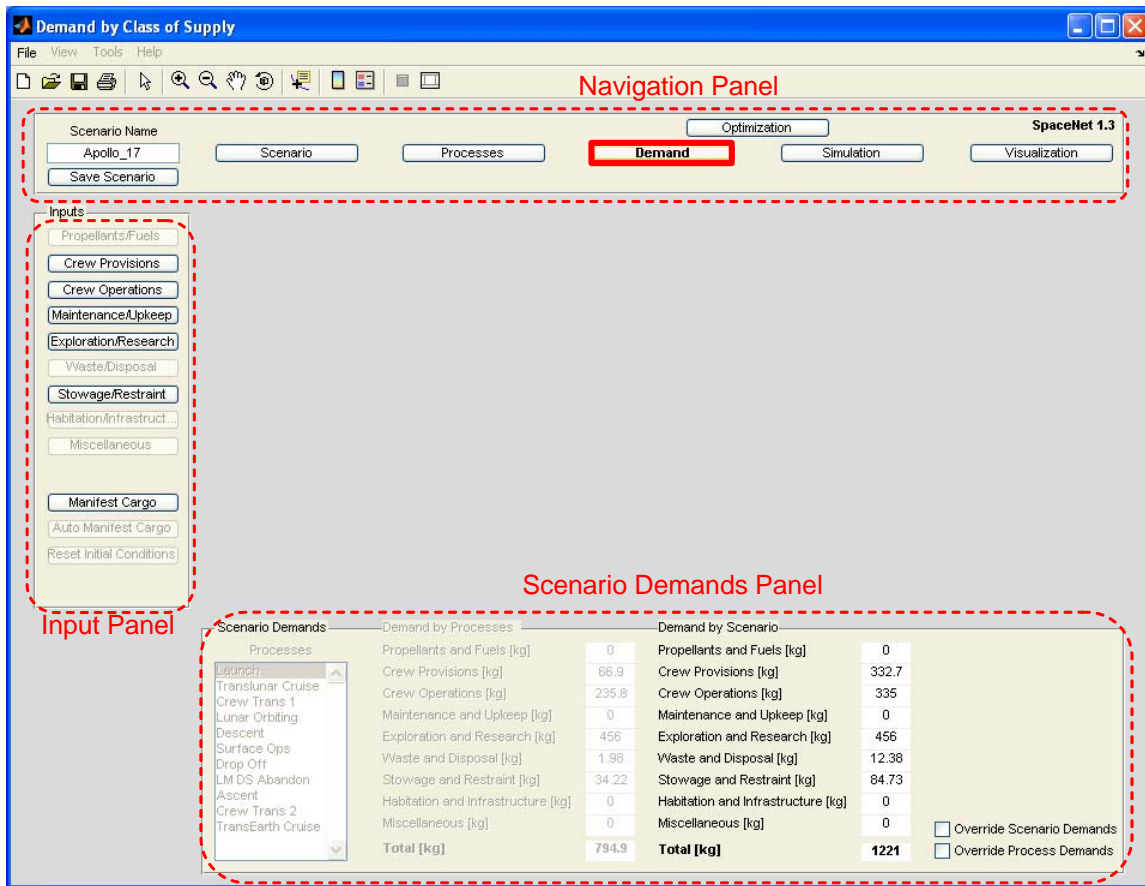 Demand by Class of Supply
File View Tools Help
Navigation Panel
Scenario Name
Optimization
SpaceNet 1.3
Apollo_17
Scenario
Processes
Demand
Simulation
Visualization
Save Scenario
Inputs
Propellants/Fuels
Crew Provisions
Crew Operations
Maintenance/Upkeep
Exploration/Research
Waste/Disposal
Stowage/Restraint
Habitation/Infrastruct...
Miscellaneous
Manifest Cargo
Auto Manifest Cargo
Reset Initial Conditions
Input Panel
Scenario Demands Panel
Scenario Demands
Processes
Launch
Translunar Cruise
Crew Trans 1
Lunar Orbiting
Descent
Surface Ops
Drop Off
LM DS Abandon
Ascent
Crew Trans 2
TransEarth Cruise
Demand by Processes
Propellants and Fuels [kg] 0
Crew Provisions [kg] 66.9
Crew Operations [kg] 235.8
Maintenance and Upkeep [kg] 0
Exploration and Research [kg] 456
Waste and Disposal [kg] 1.98
Stowage and Restraint [kg] 34.22
Habitation and Infrastructure [kg] 0
Miscellaneous [kg] 0
Total [kg] 794.9
Demand by Scenario
Propellants and Fuels [kg] 0
Crew Provisions [kg] 332.7
Crew Operations [kg] 335
Maintenance and Upkeep [kg] 0
Exploration and Research [kg] 456
Waste and Disposal [kg] 12.38
Stowage and Restraint [kg] 84.73
Habitation and Infrastructure [kg] 0
Miscellaneous [kg] 0
Total [kg] 1221
Override Scenario Demands
Override Process Demands